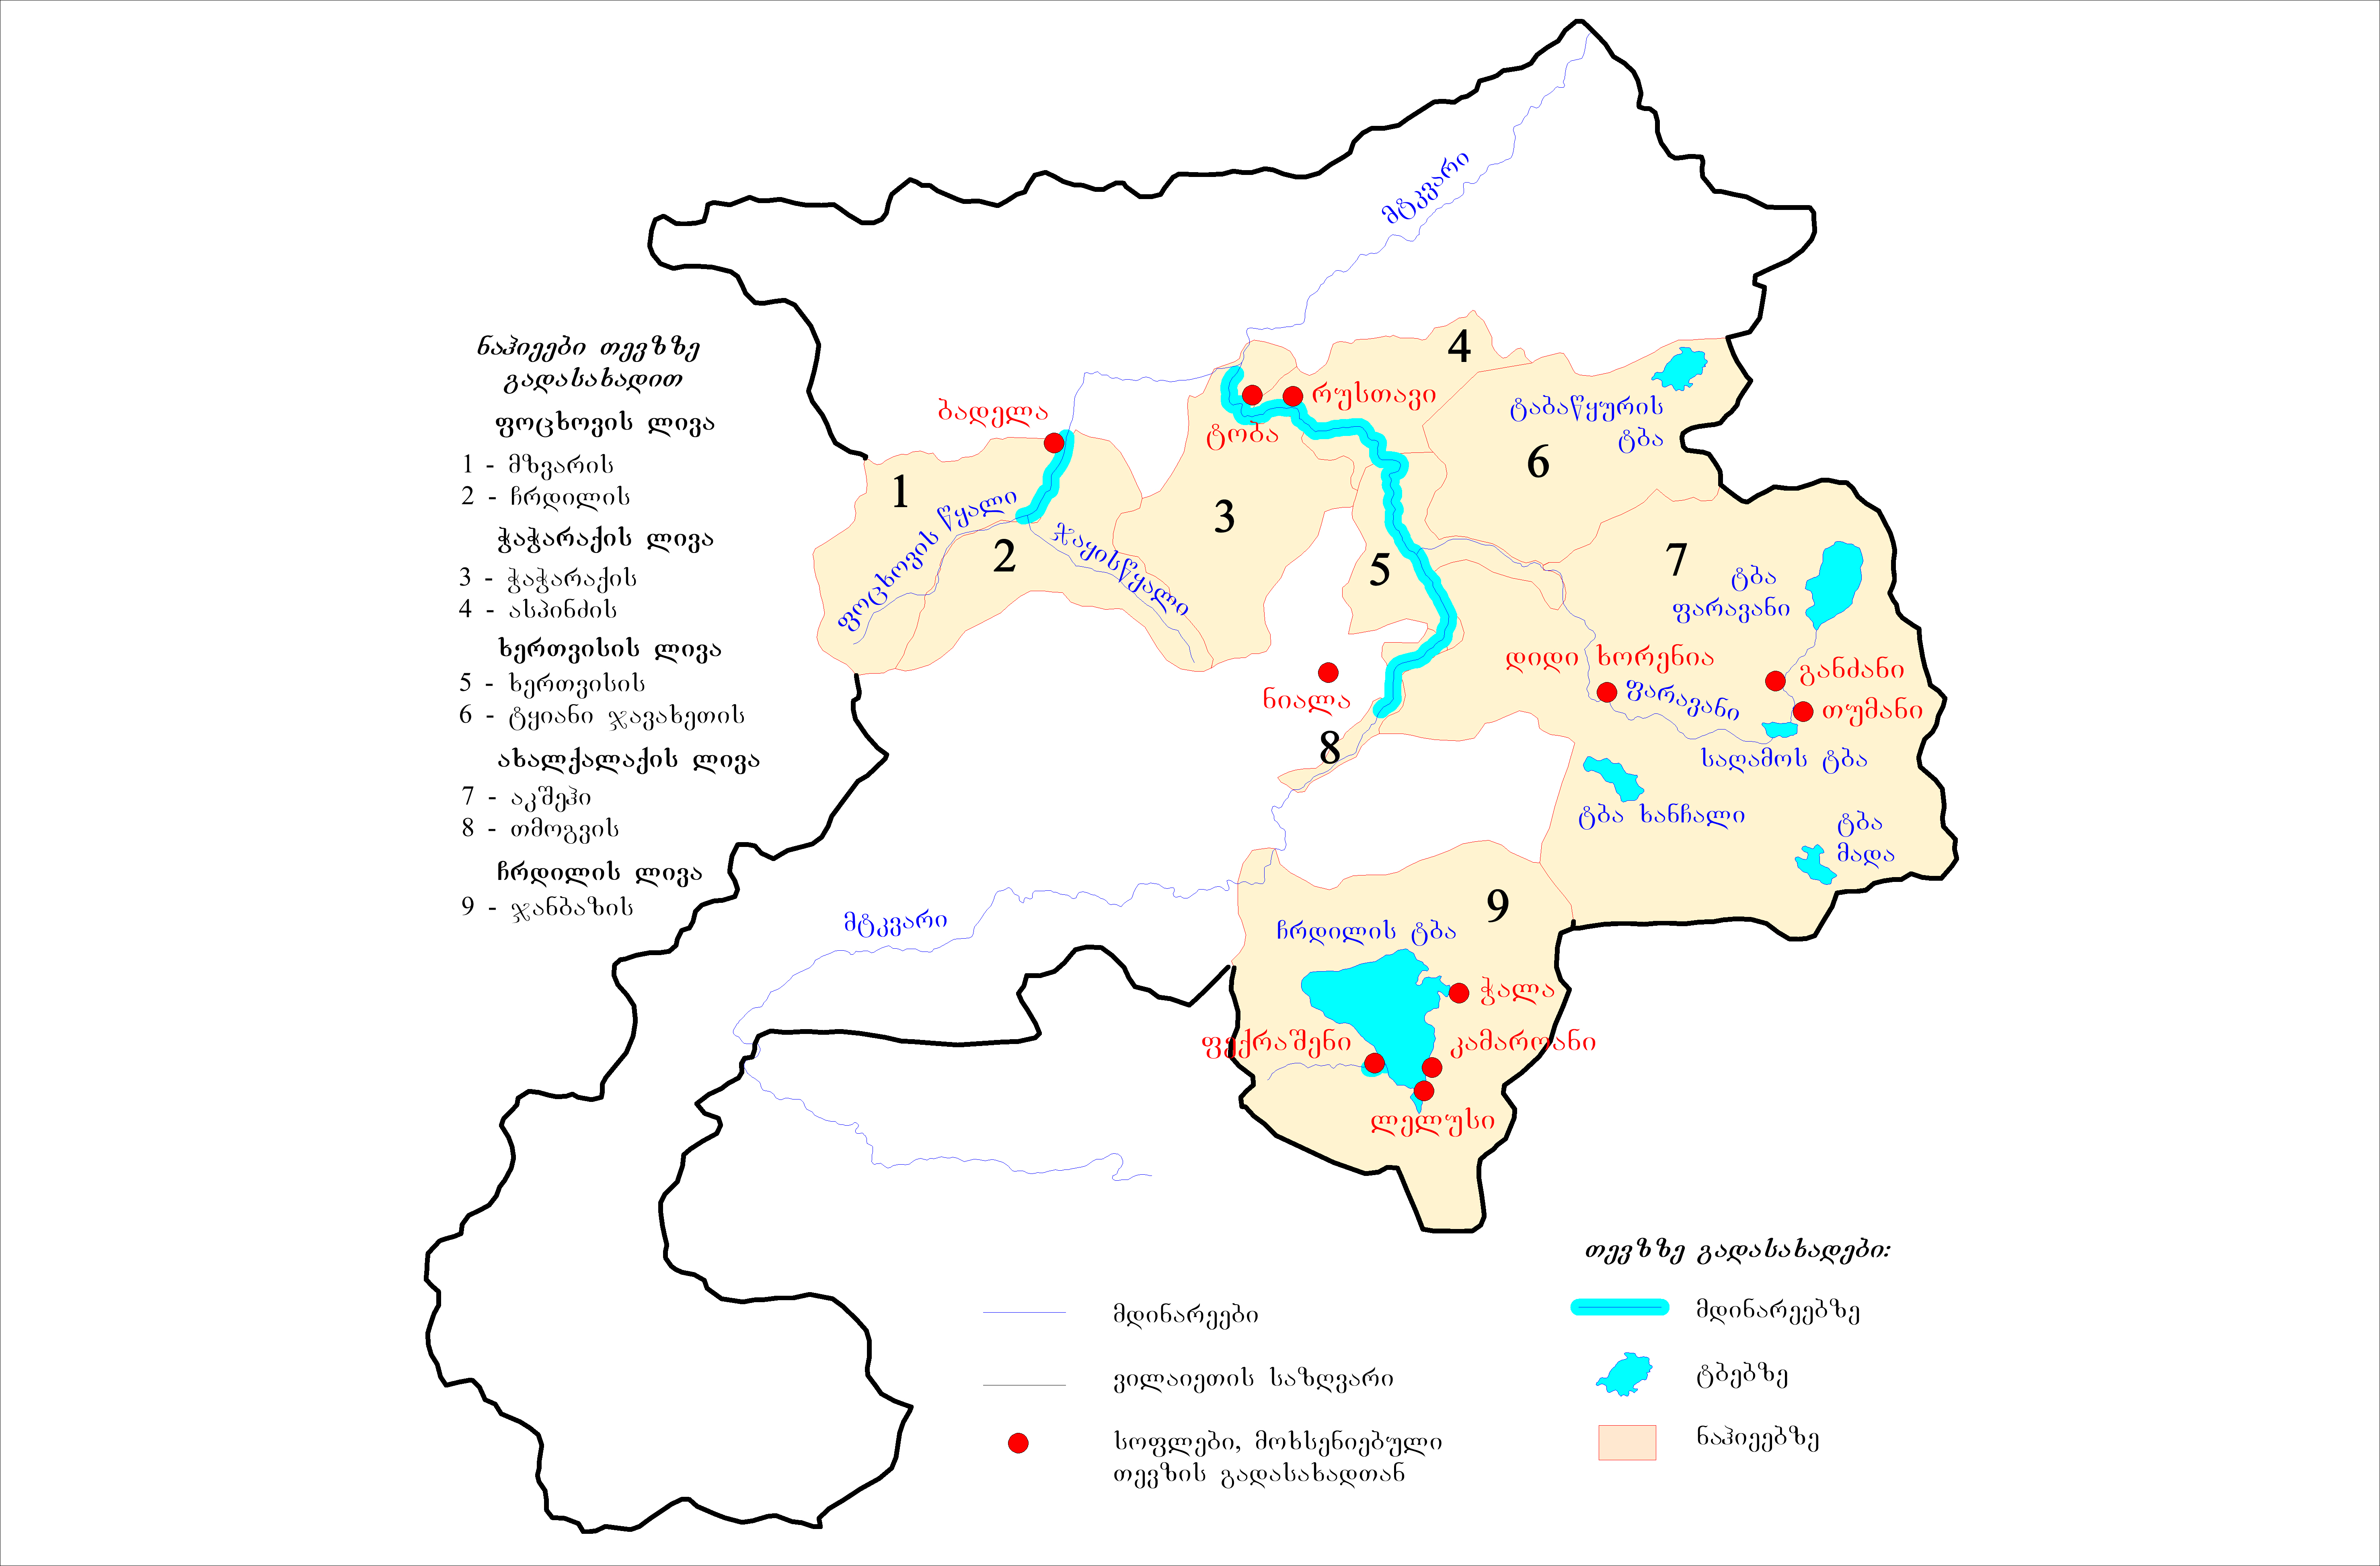 ნაჰიეები თევზზე
გადასახადით
ფოცხოვის ლივა
1 - მზვარის
2 - ჩრდილის
ჭაჭარაქის ლივა
3 - ჭაჭარაქის
4 - ასპინძის
ხერთვისის ლივა
5 - ხერთვისის
6 - ტყიანი ჯავახეთის
ახალქალაქის ლივა
7 - აკშეჰი
8 - თმოგვის
ჩრდილის ლივა
9 - ჯანბაზის
მტკვარი
4
ბადელა
რუსთავი
ტობა
ტაბაწყურის
ტბა
6
1
ფოცხოვის წყალი
2
ჯაყისწყალი
3
5
7
ტბა
ფარავანი
დიდი ხორენია
ფარავანი
განძანი
თუმანი
საღამოს ტბა
ნიალა
8
ტბა ხანჩალი
ტბა
მადა
მტკვარი
9
ჩრდილის ტბა
ჭალა
ფექრაშენი
კამაროანი
ლელუსი
მდინარეები
ვილაიეთის საზღვარი
სოფლები, მოხსენიებული
თევზის გადასახადთან
თევზზე გადასახადები:
მდინარეებზე
ტბებზე
ნაჰიეებზე